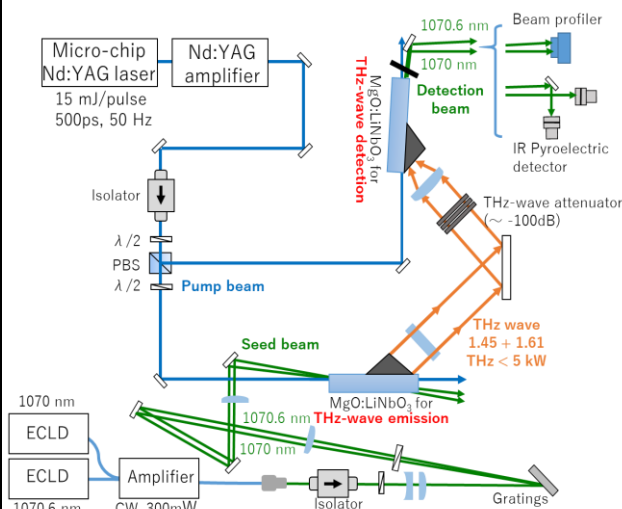 Micro-chip
Nd:YAG laser
Nd:YAG
amplifier
15 mJ/pulse
500ps, 50 Hz
Isolator
λ/2
PBS
λ/2
Pump beam
MgO:LiNbO3 for
THz-wave detection
1070.6 nm
1070 nm
Detection
beam
Beam profiler
IR Pyroelectric
detector
THz-wave attenuator
(~ -100dB)
THz wave
1.45 + 1.61
THz < 5 kW
Seed beam
MgO:LiNbO3 for
THz-wave emission
1070.6 nm
1070 nm
1070 nm
ECLD
ECLD
1070.6 nm
Amplifier
CW, 300mW
Isolator
Gratings